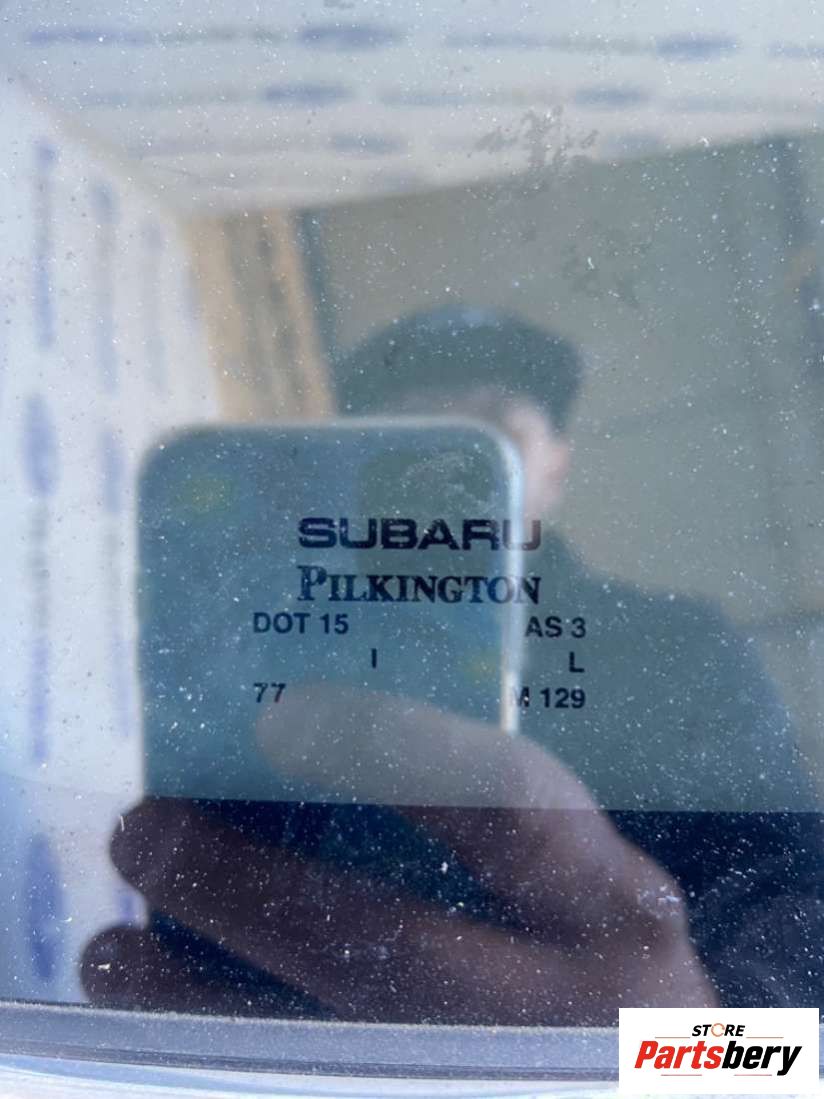 SUBARU
PILKINGTON
DOT 15 AS 3
I L
77 M 129
STORE
Partsbery